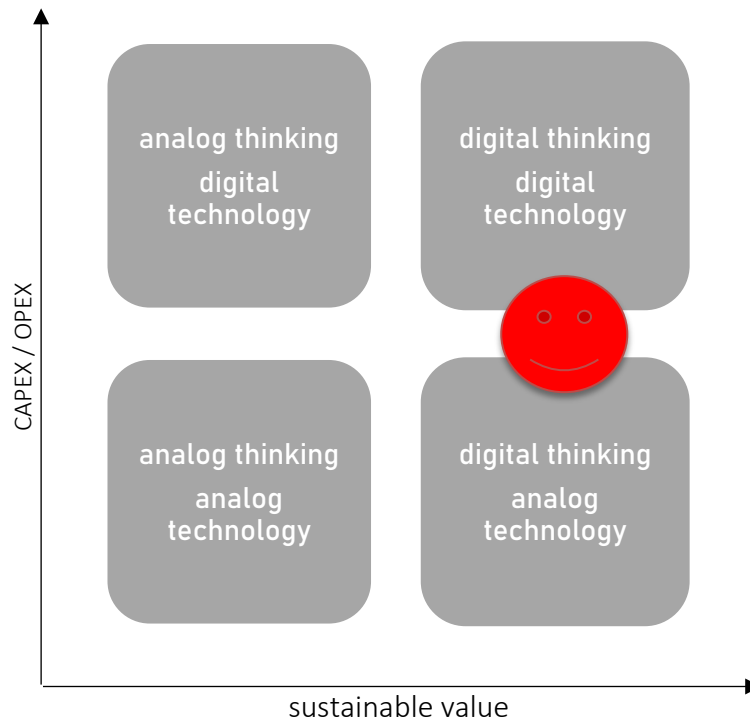 analog thinking
digital
technology
digital thinking
digital
technology
CAPEX / OPEX
analog thinking
analog
technology
digital thinking
analog
technology
sustainable value